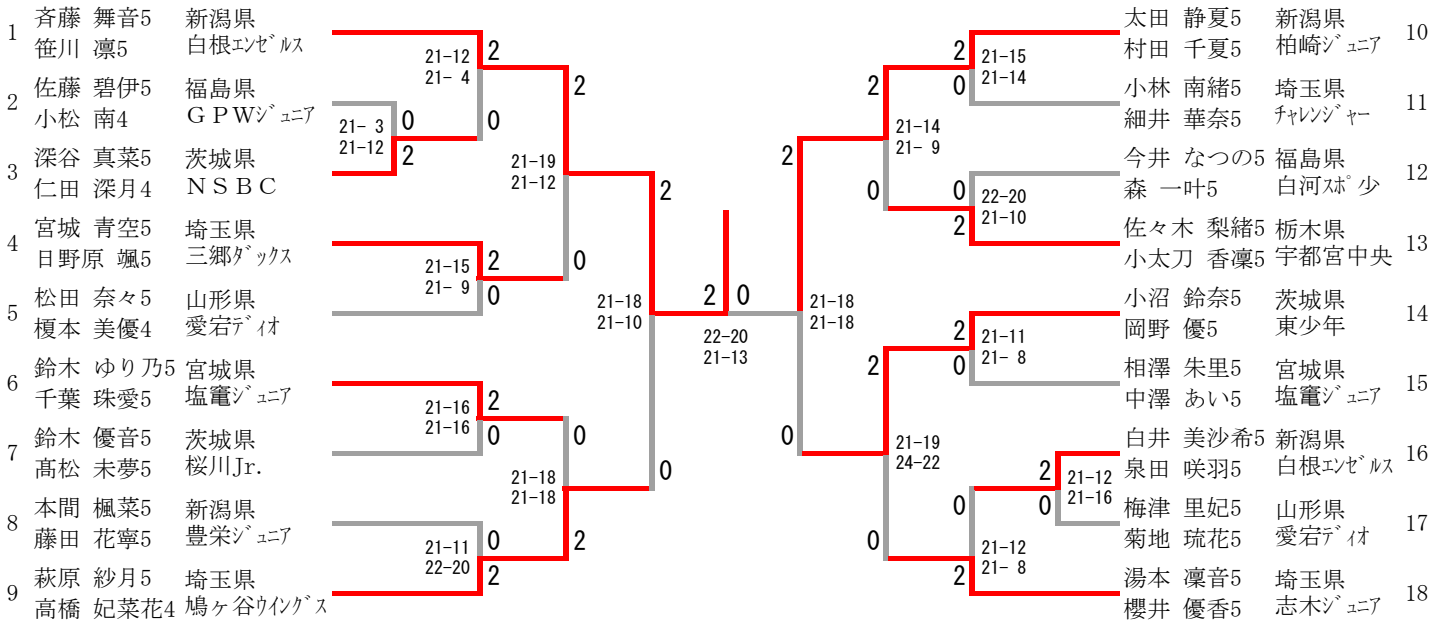 1
斉藤 舞音5 新潟県
笹川 凛5 白根ｴﾝｾﾞﾙｽ
2
佐藤 碧伊5 福島県
小松 南4 ＧＰＷｼﾞｭﾆｱ
3
深谷 真菜5 茨城県
仁田 深月4 ＮＳＢＣ
4
宮城 青空5 埼玉県
日野原 颯5 三郷ﾀﾞｯｸｽ
5
松田 奈々5 山形県
榎本 美優4 愛宕ﾃﾞｨｵ
6
鈴木 ゆり乃5 宮城県
千葉 珠愛5 塩竈ｼﾞｭﾆｱ
7
鈴木 優音5 茨城県
髙松 未夢5 桜川Jr.
8
本間 楓菜5 新潟県
藤田 花寧5 豊栄ｼﾞｭﾆｱ
9
萩原 紗月5 埼玉県
高橋 妃菜花4 鳩ヶ谷ｳｲﾝｸﾞｽ
21-12
21- 4
2
0
21- 3
21-12
0
2
21-15
21- 9
2
0
21-16
21-16
2
0
21-11
22-20
0
2
21-19
21-12
2
0
21-18
21-18
0
2
21-18
21-10
2
0
2 0
22-20
21-13
2
0
21-18
21-18
2
0
21-14
21- 9
2
0
21-19
24-22
2
0
21-15
21-14
0
2
22-20
21-10
2
0
21-11
21- 8
2
0
21-12
21-16
0
2
21-12
21- 8
太田 静夏5 新潟県
村田 千夏5 柏崎ｼﾞｭﾆｱ
10
小林 南緒5 埼玉県
細井 華奈5 ﾁｬﾚﾝｼﾞｬｰ
11
今井 なつの5 福島県
森 一叶5 白河ｽﾎﾟ少
12
佐々木 梨緒5 栃木県
小太刀 香凜5 宇都宮中央
13
小沼 鈴奈5 茨城県
岡野 優5 東少年
14
相澤 朱里5 宮城県
中澤 あい5 塩竈ｼﾞｭﾆｱ
15
白井 美沙希5 新潟県
泉田 咲羽5 白根ｴﾝｾﾞﾙｽ
16
梅津 里妃5 山形県
菊地 琉花5 愛宕ﾃﾞｨｵ
17
湯本 凜音5 埼玉県
櫻井 優香5 志木ｼﾞｭﾆｱ
18